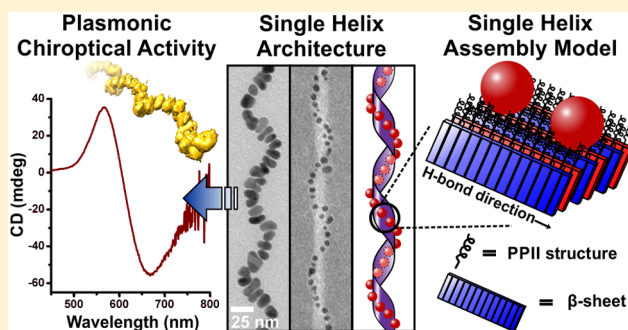 Plasmonic
Chiroptical Activity
Single Helix
Architecture
Single Helix
Assembly Model
CD (mdeg)
40
20
0
-20
-40
-60
500
600
700
800
Wavelength (nm)
25 nm
H-bond direction
= PPII structure
= β-sheet